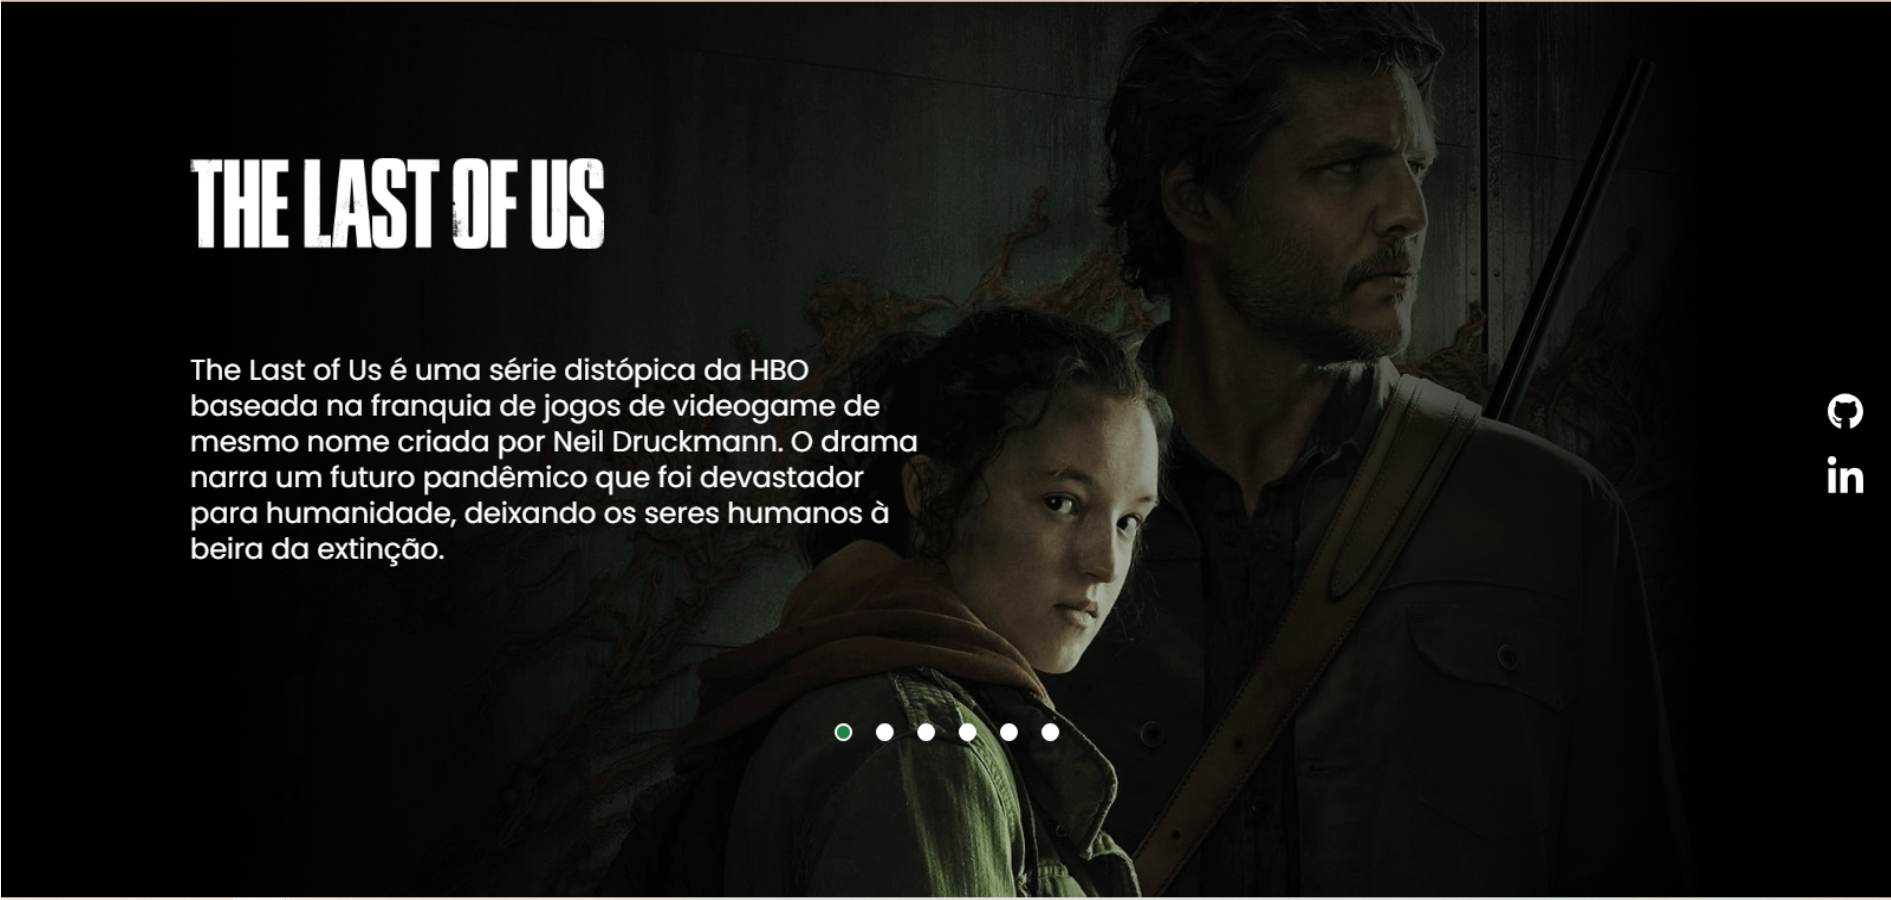 THE LAST OF US
The Last of Us é uma série distópica da HBO
baseada na franquia de jogos de videogame de
mesmo nome criada por Neil Druckmann. O drama
narra um futuro pandêmico que foi devastador
para humanidade, deixando os seres humanos à
beira da extinção.
in